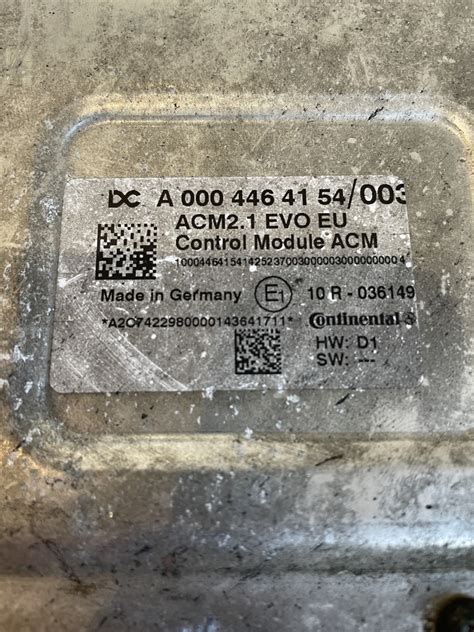 DC A 000 446 41 54/003
ACM2.1 EVO EU
Control Module ACM
Made in Germany E1 10 R - 036149
*A2C7422980000143641711* Continental
HW: D1
SW: ---